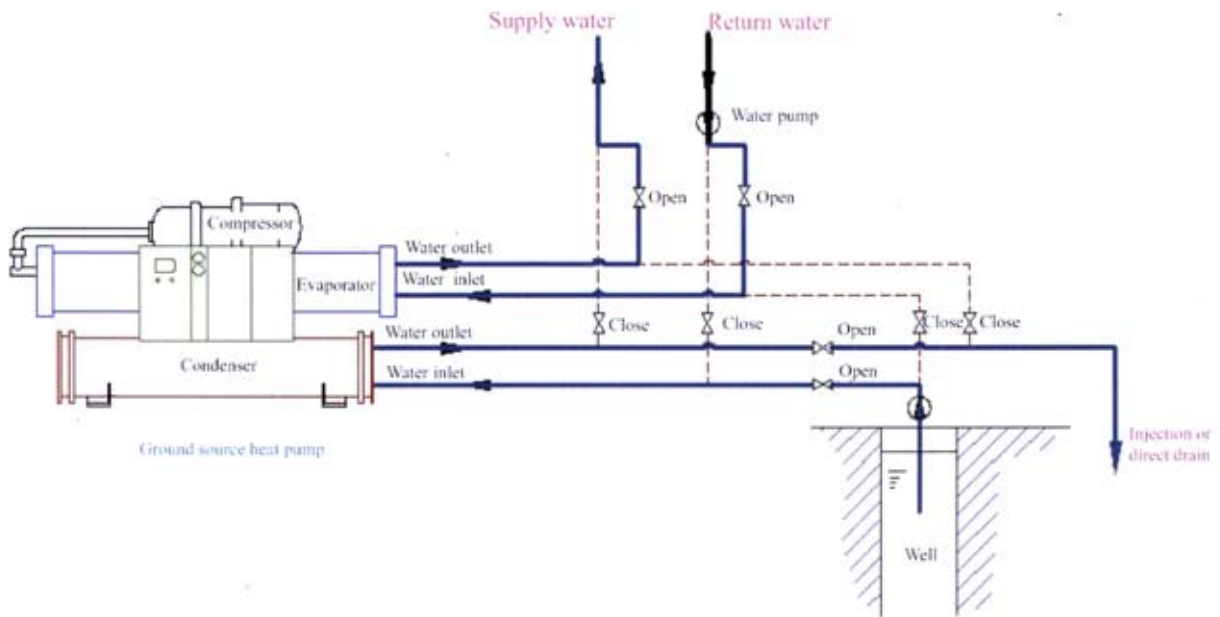 Supply water
Return water
Water pump
Open
Open
Compressor
Water outlet
Evaporator
Water inlet
Close
Close
Close
Close
Water outlet
Open
Condenser
Water inlet
Open
Ground source heat pump
Injection or
direct drain
Well